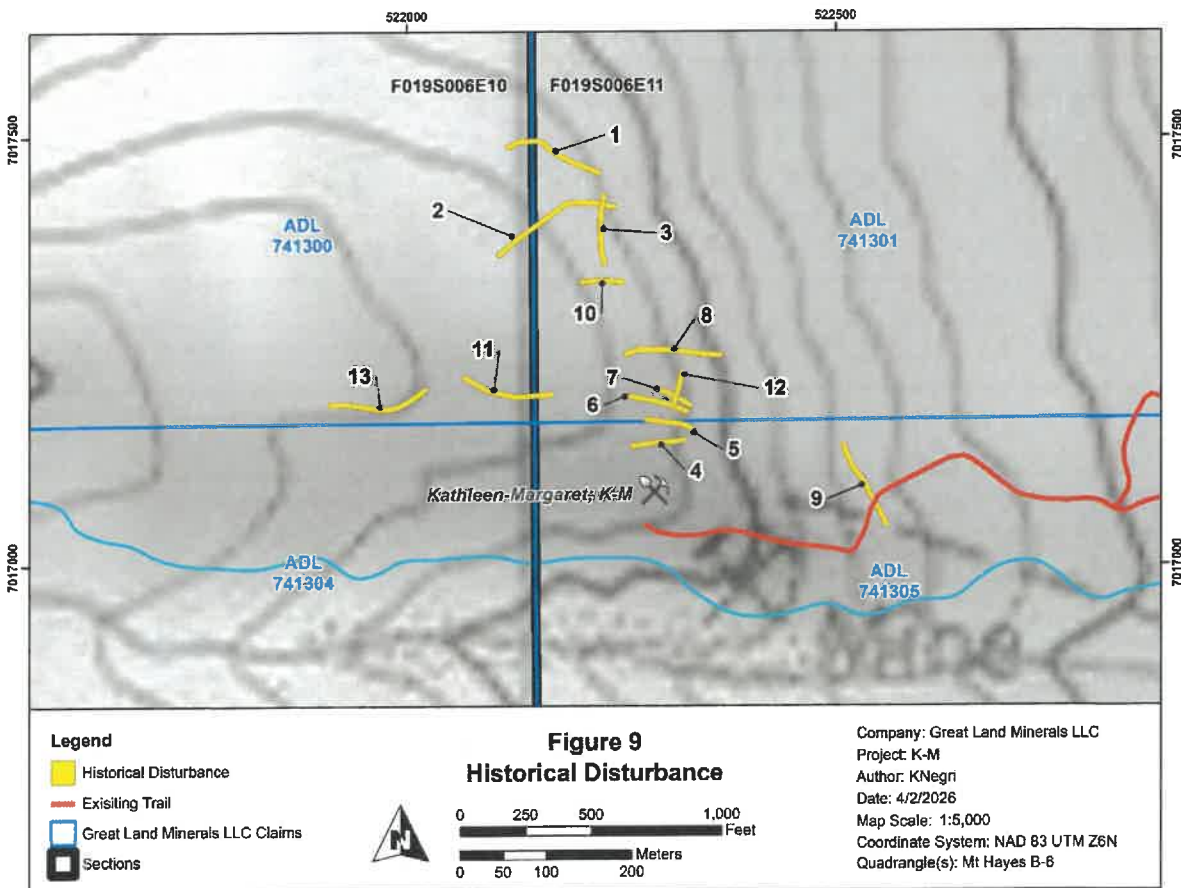 522000
522500
F019S006E10
F019S006E11
7017500
7017500
1
2
3
ADL
741300
ADL
741301
10
8
11
13
7
12
6
5
4
Kathleen-Margaret; K-M
9
7017000
7017000
ADL
741304
ADL
741305
Legend
Historical Disturbance
Exisiting Trail
Great Land Minerals LLC Claims
Sections
Figure 9
Historical Disturbance
N
0 250 500 1,000
Feet
Meters
0 50 100 200
Company: Great Land Minerals LLC
Project: K-M
Author: KNegri
Date: 4/2/2026
Map Scale: 1:5,000
Coordinate System: NAD 83 UTM Z6N
Quadrangle(s): Mt Hayes B-6